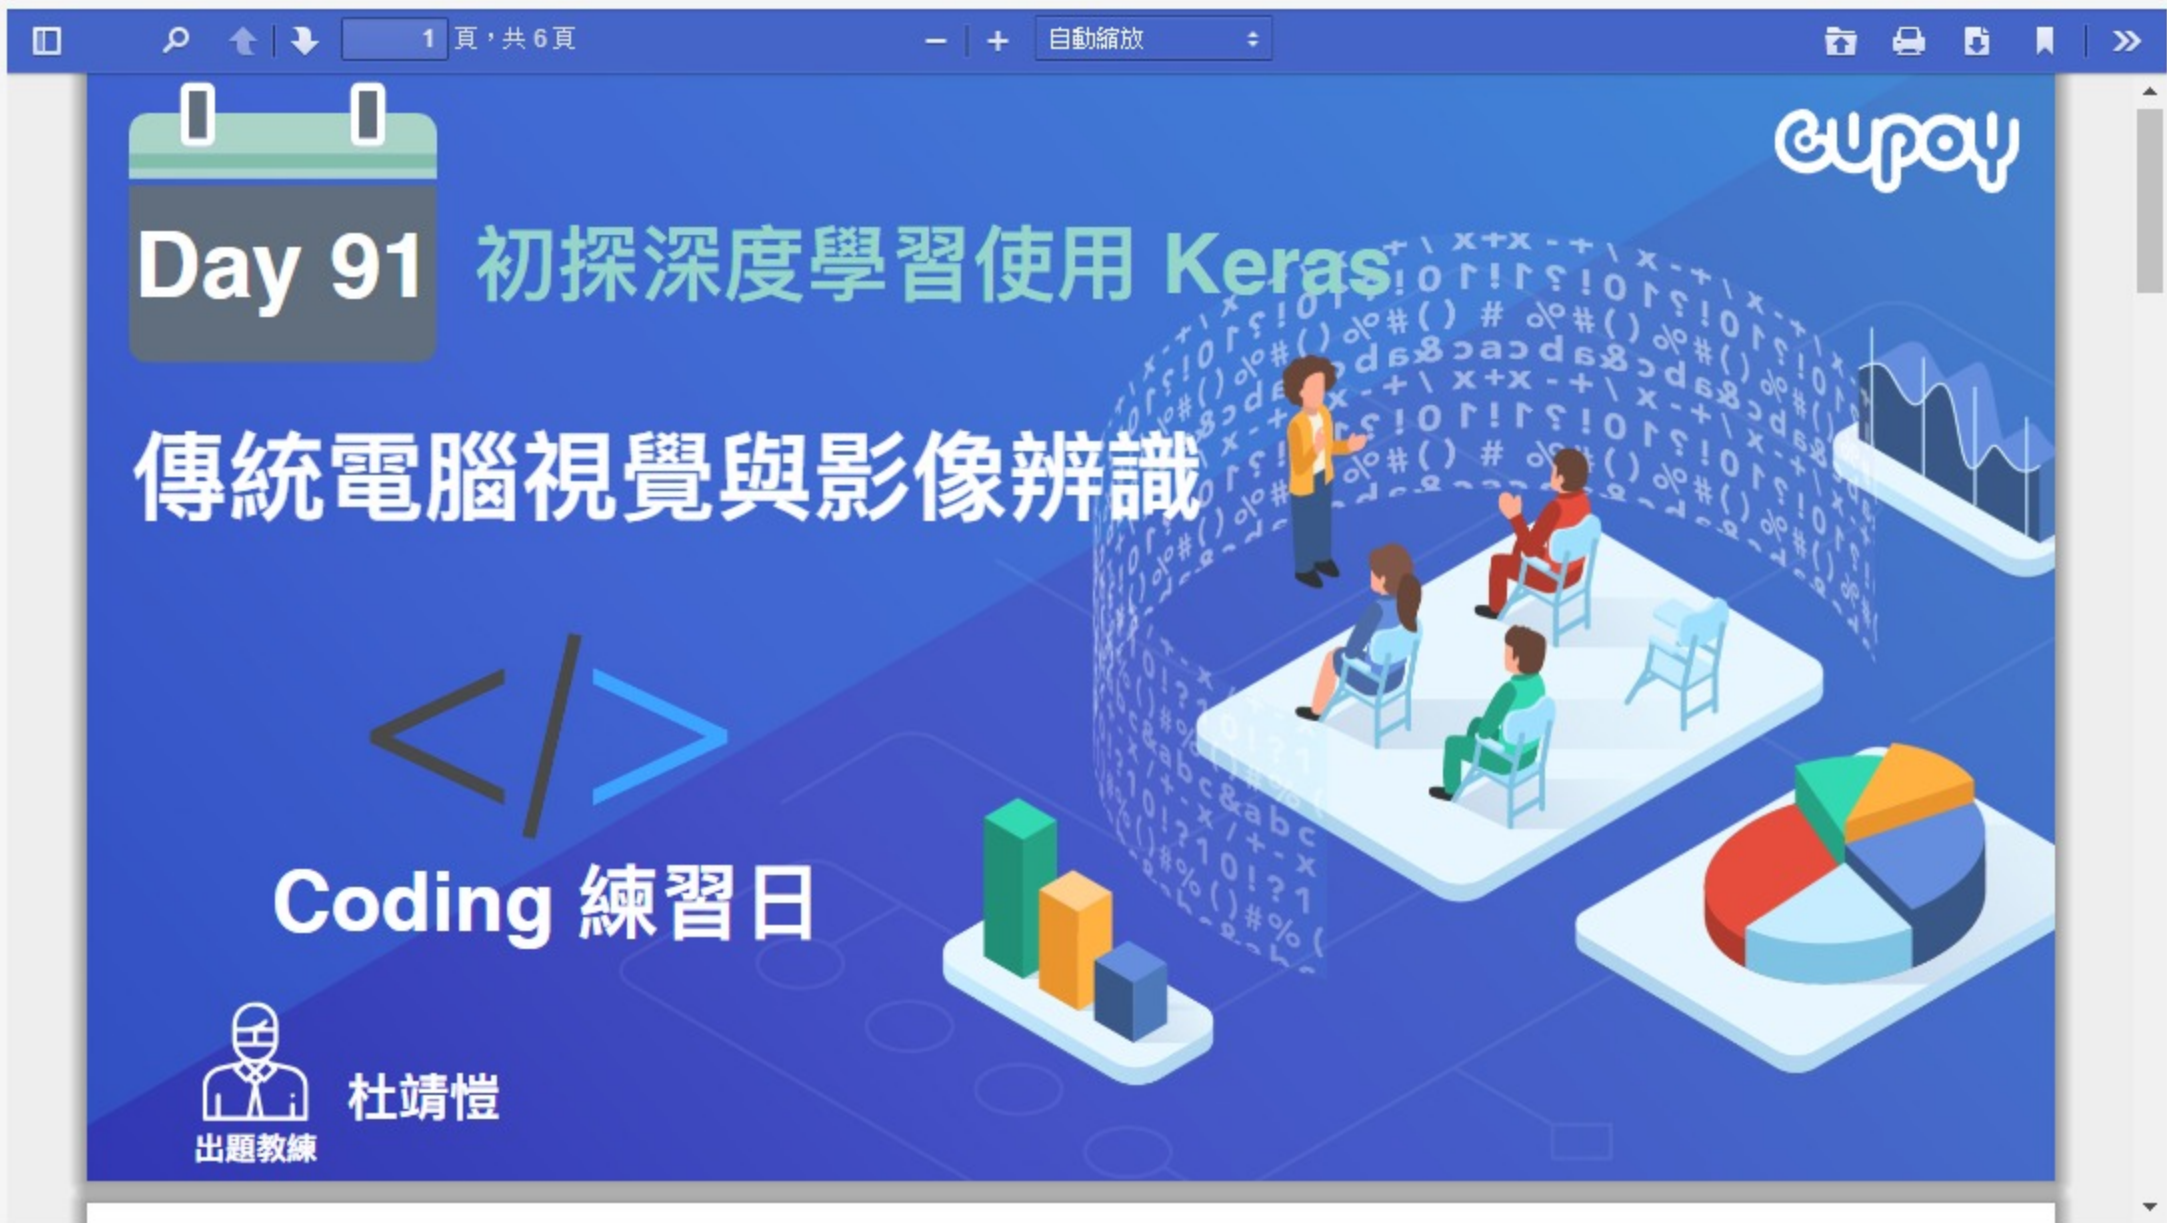 1 頁，共 6 頁
自動縮放
cupoy
Day 91
初探深度學習使用 Keras
傳統電腦視覺與影像辨識
</>
Coding 練習日
杜靖愷
出題教練